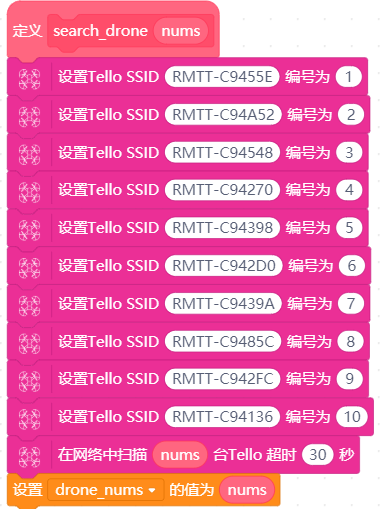 定义 search_drone nums
设置Tello SSID RMTT-C9455E 编号为 1
设置Tello SSID RMTT-C94A52 编号为 2
设置Tello SSID RMTT-C94548 编号为 3
设置Tello SSID RMTT-C94270 编号为 4
设置Tello SSID RMTT-C94398 编号为 5
设置Tello SSID RMTT-C942D0 编号为 6
设置Tello SSID RMTT-C9439A 编号为 7
设置Tello SSID RMTT-C9485C 编号为 8
设置Tello SSID RMTT-C942FC 编号为 9
设置Tello SSID RMTT-C94136 编号为 10
在网络中扫描 nums 台Tello 超时 30 秒
设置 drone_nums 的值为 nums